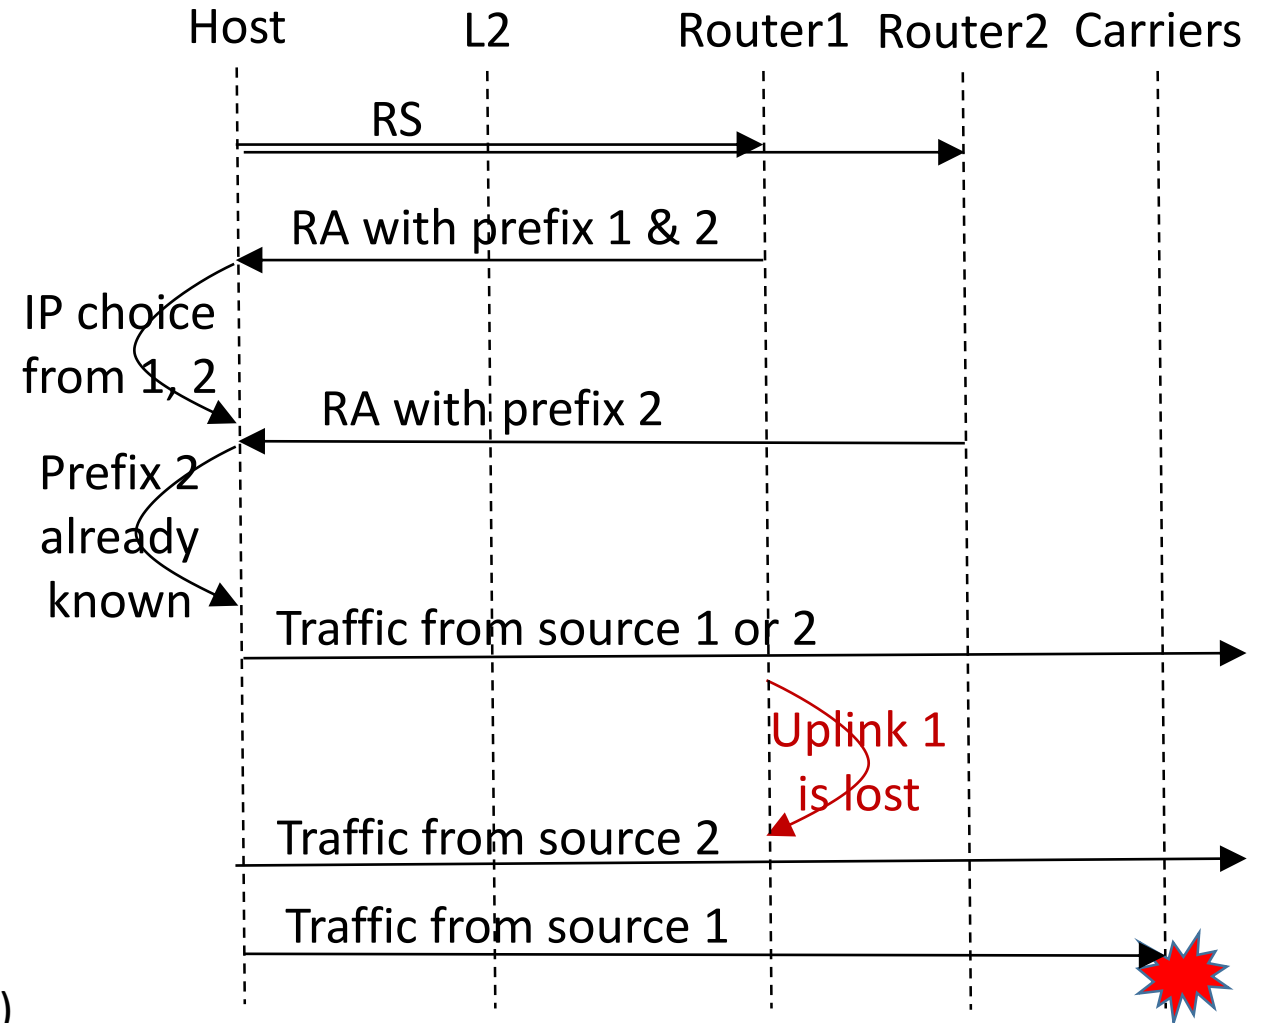 Host L2 Router1 Router2 Carriers
RS
RA with prefix 1 & 2
IP choice
from 1, 2
RA with prefix 2
Prefix 2
already
known
Traffic from source 1 or 2
Uplink 1
is lost
Traffic from source 2
Traffic from source 1
)